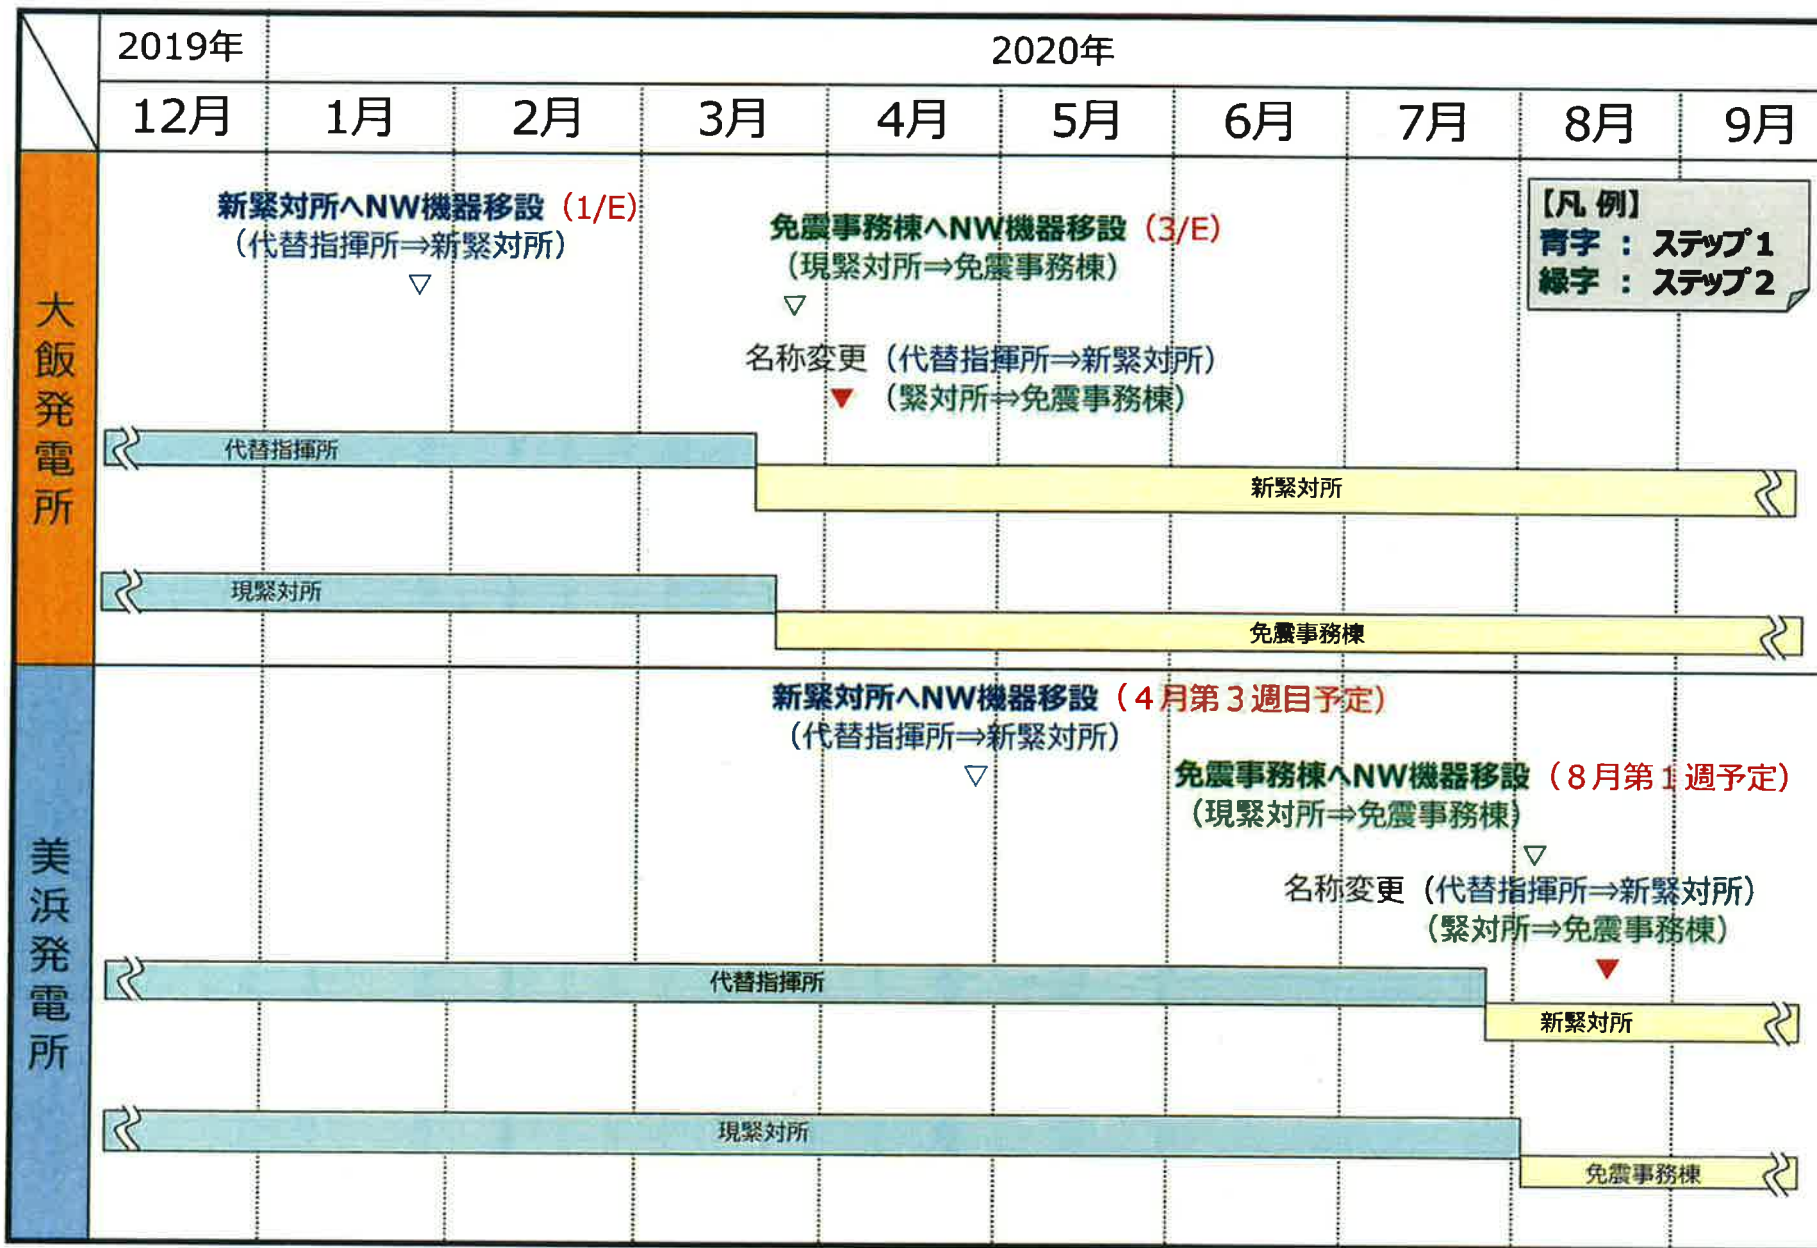 2019年
2020年
12月
1月
2月
3月
4月
5月
6月
7月
8月
9月
大飯発電所
新緊対所へNW機器移設（1/E）
（代替指揮所⇒新緊対所）
▽
免震事務棟へNW機器移設（3/E）
（現緊対所⇒免震事務棟）
▽
名称変更（代替指揮所⇒新緊対所）
▼（緊対所⇒免震事務棟）
【凡 例】
青字 ： ステップ1
緑字 ： ステップ2
代替指揮所
新緊対所
現緊対所
免震事務棟
美浜発電所
新緊対所へNW機器移設（4月第3週目予定）
（代替指揮所⇒新緊対所）
▽
免震事務棟へNW機器移設（8月第1週予定）
（現緊対所⇒免震事務棟）
▽
名称変更（代替指揮所⇒新緊対所）
（緊対所⇒免震事務棟）
▼
代替指揮所
新緊対所
現緊対所
免震事務棟